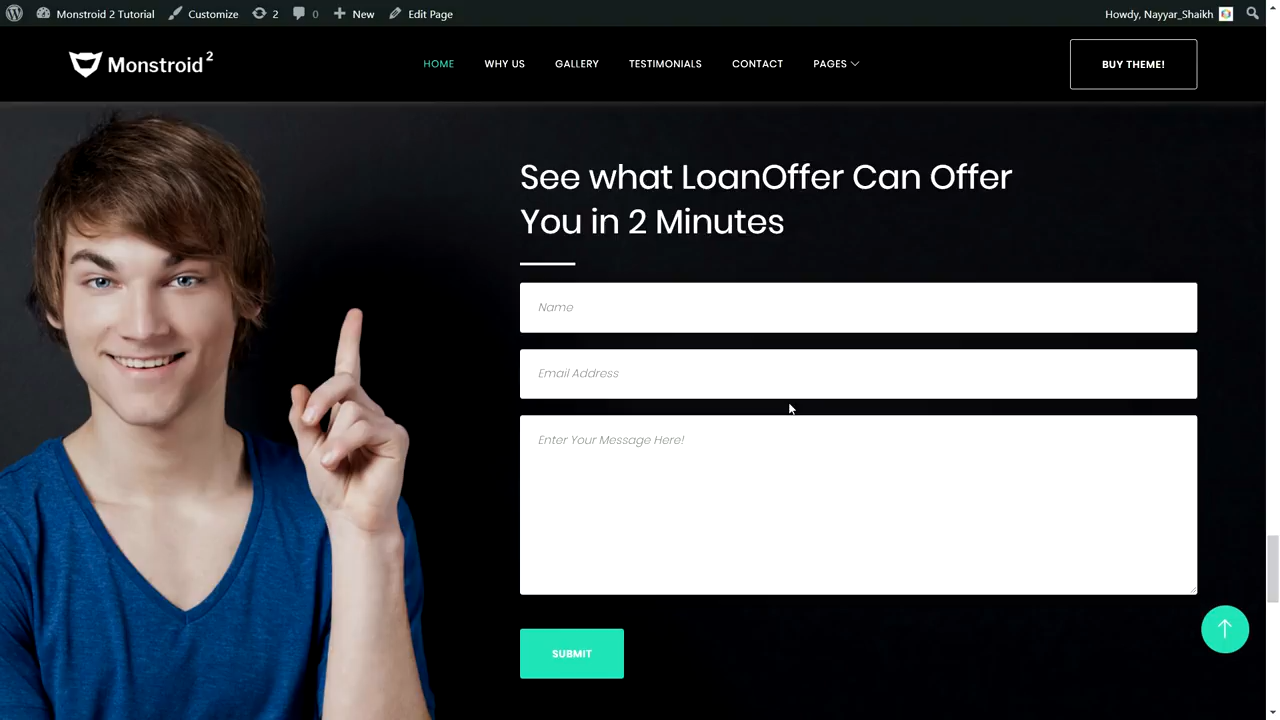 Monstroid 2 Tutorial Customize 2 0 New Edit Page Howdy, Nayyar_Shaikh
Monstroid2 HOME WHY US GALLERY TESTIMONIALS CONTACT PAGES BUY THEME!
See what LoanOffer Can Offer
You in 2 Minutes
Name
Email Address
Enter Your Message Here!
SUBMIT